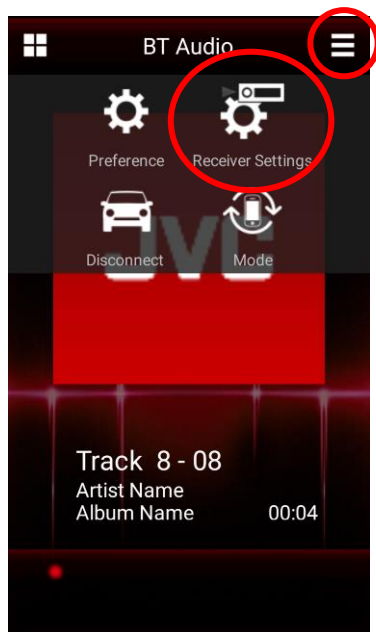 BT Audio
Preference Receiver Settings
Disconnect Mode
JVC
Track 8 - 08
Artist Name
Album Name 00:04